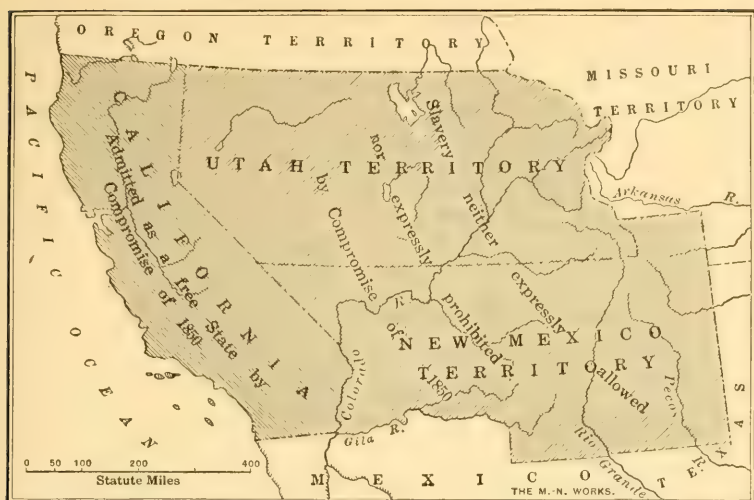 OREGON TERRITORY
MISSOURI
TERRITORY
PACIFIC OCEAN
CALIFORNIA
Admitted as a free State by
Compromise of 1850
UTAH TERRITORY
Slavery neither expressly allowed
nor expressly prohibited
by Compromise of 1850
Arkansas R.
NEW MEXICO
TERRITORY
Colorado R.
Gila R.
Rio Grande
Pecos R.
TEXAS
MEXICO
0 50 100 200 400
Statute Miles
THE M.-N. WORKS.